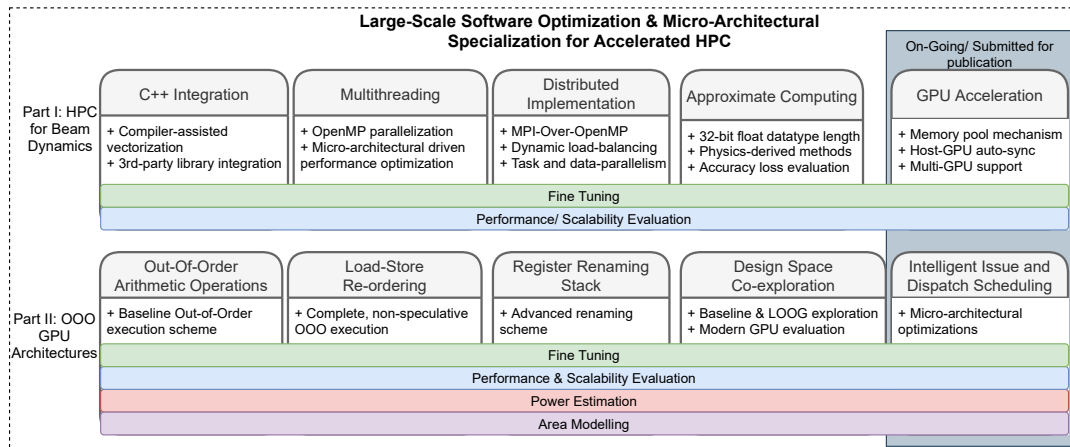 Large-Scale Software Optimization & Micro-Architectural
Specialization for Accelerated HPC
On-Going/ Submitted for
publication
Part I: HPC
for Beam
Dynamics
C++ Integration
+ Compiler-assisted
vectorization
+ 3rd-party library integration
Multithreading
+ OpenMP parallelization
+ Micro-architectural driven
performance optimization
Distributed
Implementation
+ MPI-Over-OpenMP
+ Dynamic load-balancing
+ Task and data-parallelism
Approximate Computing
+ 32-bit float datatype length
+ Physics-derived methods
+ Accuracy loss evaluation
GPU Acceleration
+ Memory pool mechanism
+ Host-GPU auto-sync
+ Multi-GPU support
Fine Tuning
Performance/ Scalability Evaluation
Part II: OOO
GPU
Architectures
Out-Of-Order
Arithmetic Operations
+ Baseline Out-of-Order
execution scheme
Load-Store
Re-ordering
+ Complete, non-speculative
OOO execution
Register Renaming
Stack
+ Advanced renaming
scheme
Design Space
Co-exploration
+ Baseline & LOOG exploration
+ Modern GPU evaluation
Intelligent Issue and
Dispatch Scheduling
+ Micro-architectural
optimizations
Fine Tuning
Performance & Scalability Evaluation
Power Estimation
Area Modelling